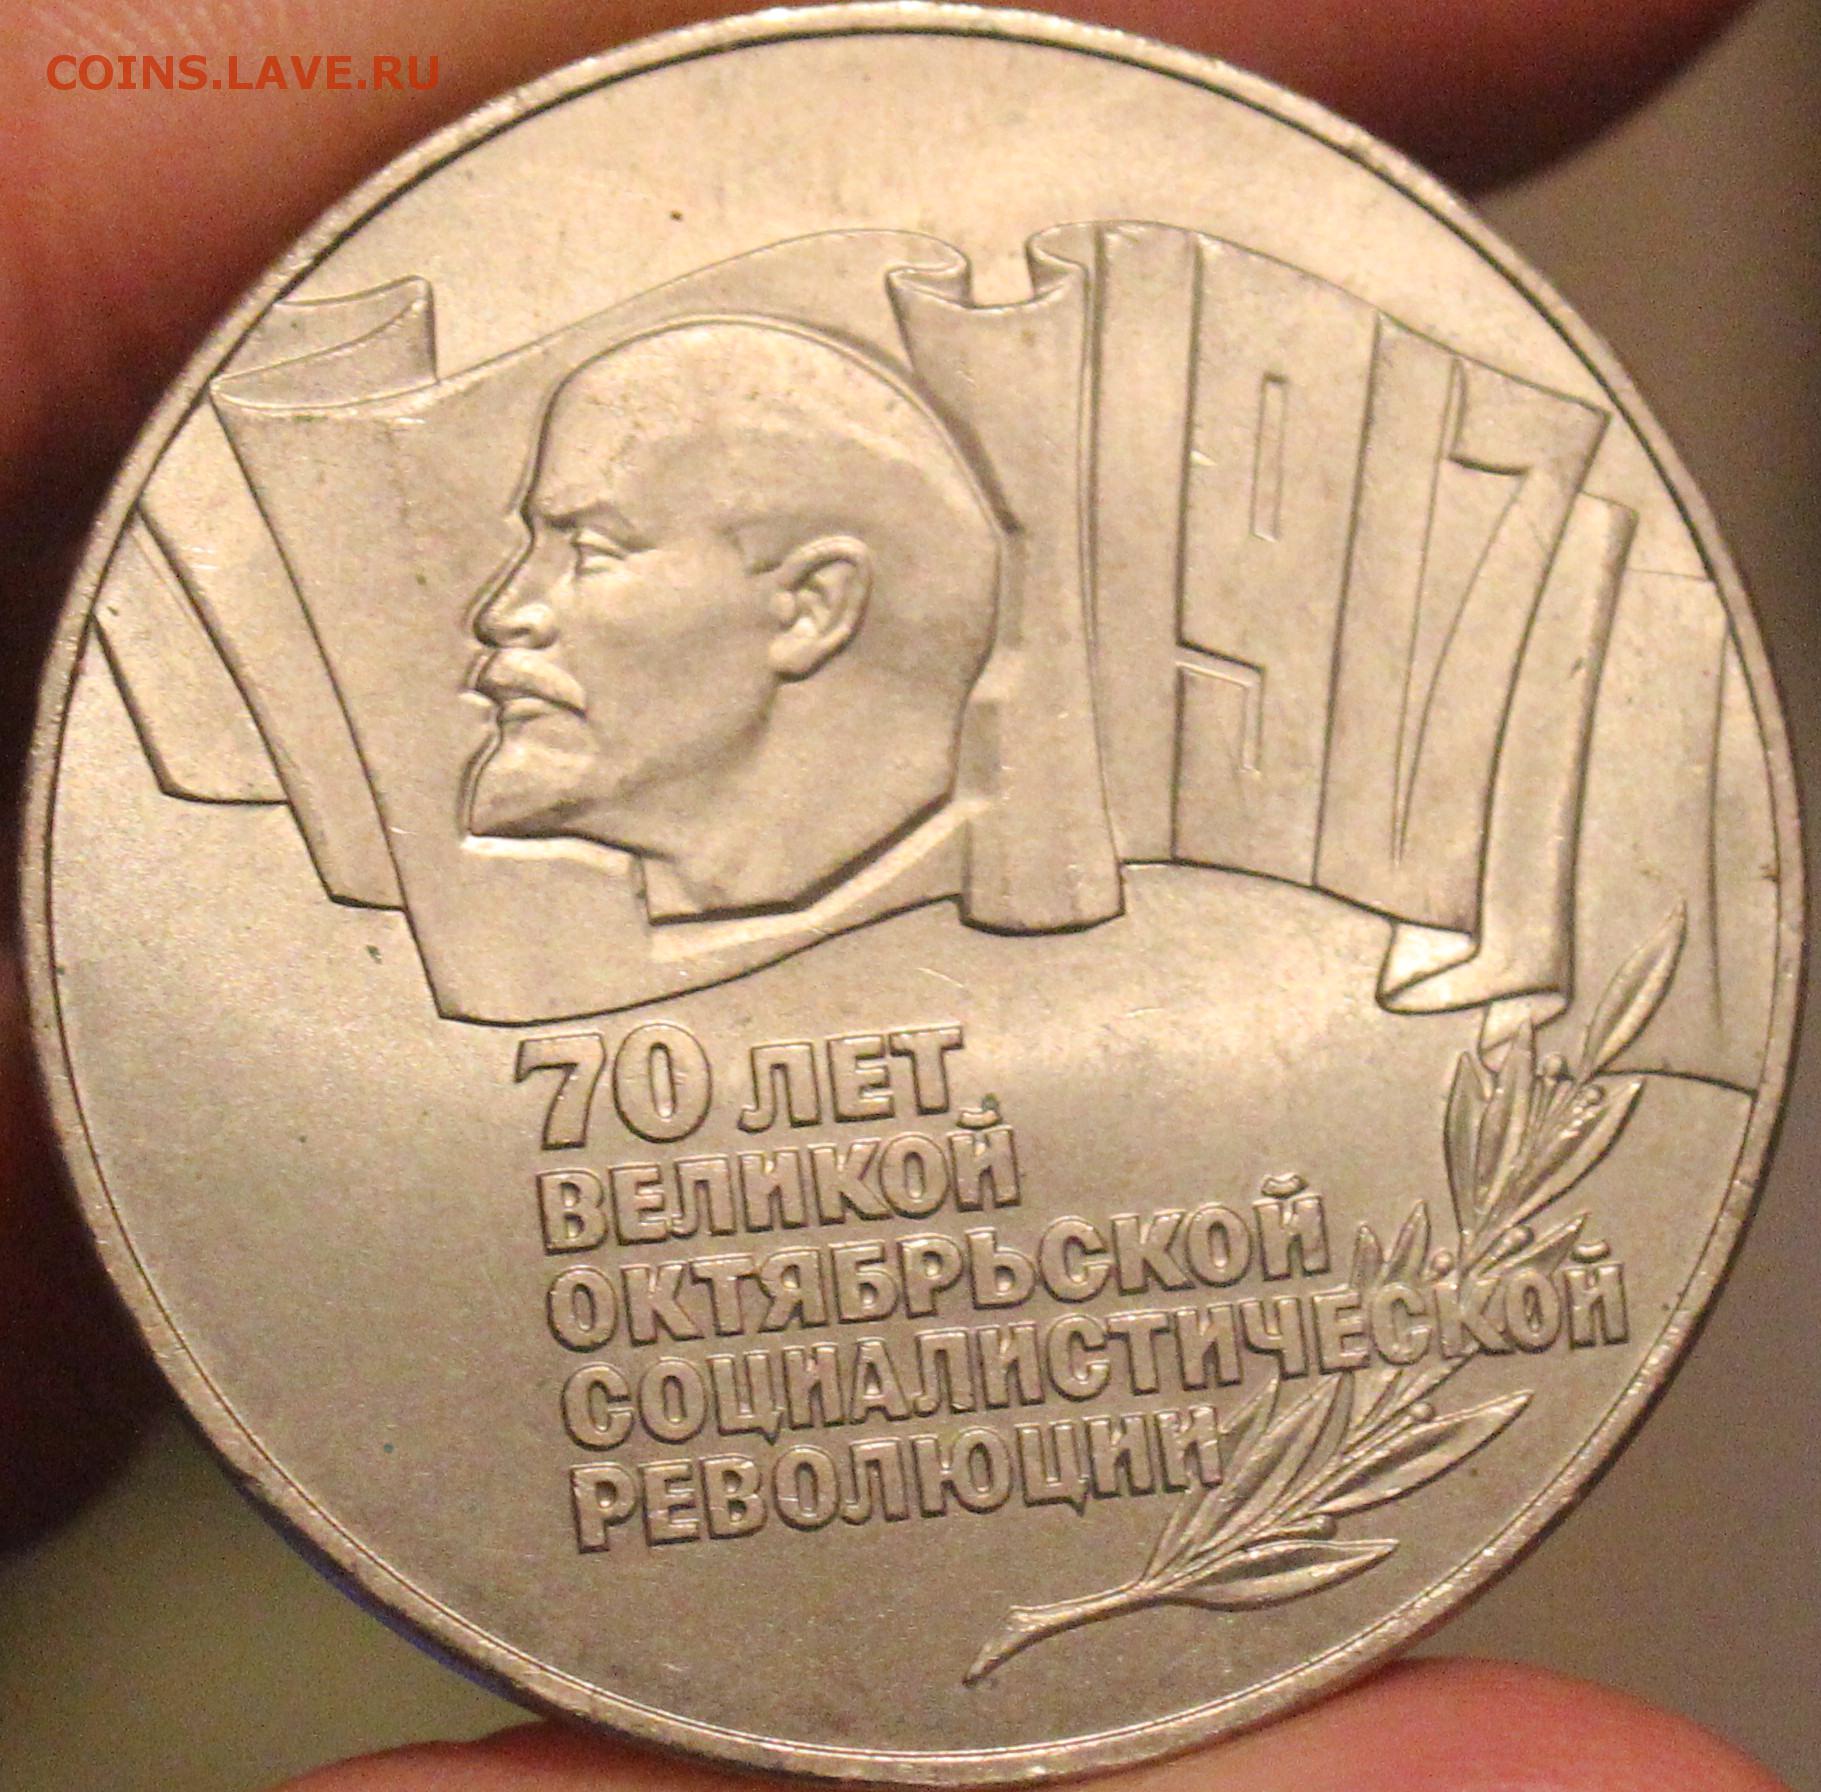 COINS.LAVE.RU
1917
70 ЛЕТ
ВЕЛИКОЙ
ОКТЯБРЬСКОЙ
СОЦИАЛИСТИЧЕСКОЙ
РЕВОЛЮЦИИ